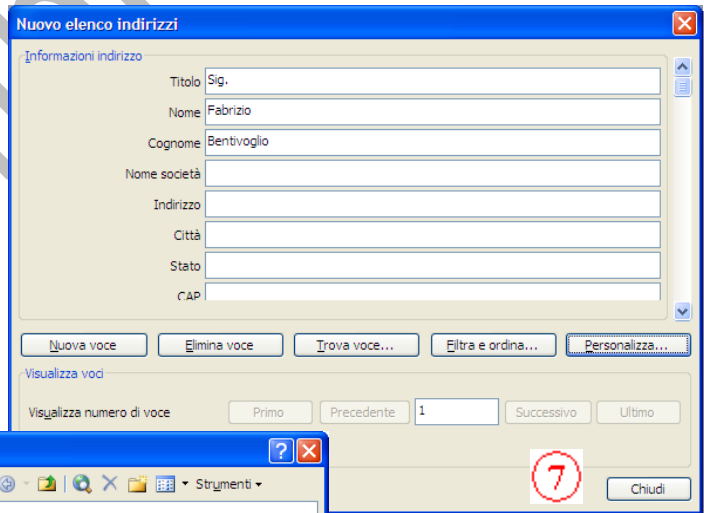 Nuovo elenco indirizzi
Informazioni indirizzo
Titolo Sig.
Nome Fabrizio
Cognome Bentivoglio
Nome società
Indirizzo
Città
Stato
CAP
Nuova voce Elimina voce Trova voce... Filtra e ordina... Personalizza...
Visualizza voci
Visualizza numero di voce Primo Precedente 1 Successivo Ultimo
Strumenti
7
Chiudi